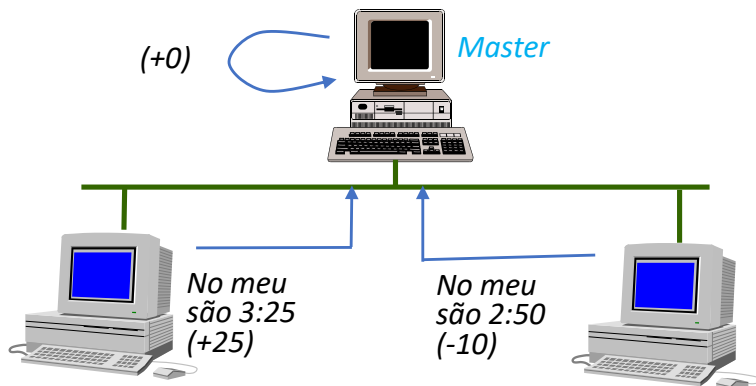 (+0)
Master
No meu
são 3:25
(+25)
No meu
são 2:50
(-10)